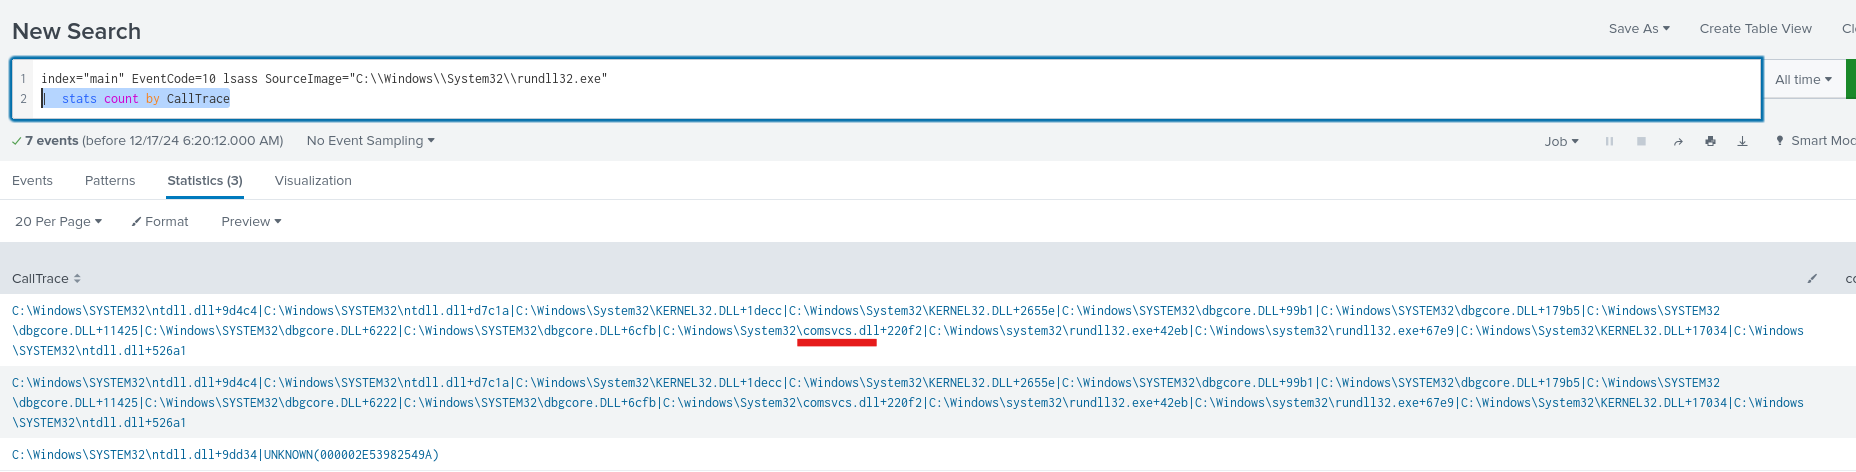 New Search
Save As
Create Table View
1 index="main" EventCode=10 lsass SourceImage="C:\\Windows\\System32\\rundll32.exe"
2 | stats count by CallTrace
All time
7 events (before 12/17/24 6:20:12.000 AM)
No Event Sampling
Job
Smart Mod
Events
Patterns
Statistics (3)
Visualization
20 Per Page
Format
Preview
CallTrace
C:\Windows\SYSTEM32\ntdll.dll+9d4c4|C:\Windows\SYSTEM32\ntdll.dll+d7c1a|C:\Windows\System32\KERNEL32.DLL+1decc|C:\Windows\System32\KERNEL32.DLL+2655e|C:\Windows\SYSTEM32\dbgcore.DLL+99b1|C:\Windows\SYSTEM32\dbgcore.DLL+179b5|C:\Windows\SYSTEM32
\dbgcore.DLL+11425|C:\Windows\SYSTEM32\dbgcore.DLL+6222|C:\Windows\SYSTEM32\dbgcore.DLL+6cfb|C:\Windows\System32\comsvcs.dll+220f2|C:\Windows\system32\rundll32.exe+42eb|C:\Windows\system32\rundll32.exe+67e9|C:\Windows\System32\KERNEL32.DLL+17034|C:\Windows
\SYSTEM32\ntdll.dll+526a1
C:\Windows\SYSTEM32\ntdll.dll+9d4c4|C:\Windows\SYSTEM32\ntdll.dll+d7c1a|C:\Windows\System32\KERNEL32.DLL+1decc|C:\Windows\System32\KERNEL32.DLL+2655e|C:\Windows\SYSTEM32\dbgcore.DLL+99b1|C:\Windows\SYSTEM32\dbgcore.DLL+179b5|C:\Windows\SYSTEM32
\dbgcore.DLL+11425|C:\Windows\SYSTEM32\dbgcore.DLL+6222|C:\Windows\SYSTEM32\dbgcore.DLL+6cfb|C:\windows\System32\comsvcs.dll+220f2|C:\Windows\system32\rundll32.exe+42eb|C:\Windows\system32\rundll32.exe+67e9|C:\Windows\System32\KERNEL32.DLL+17034|C:\Windows
\SYSTEM32\ntdll.dll+526a1
C:\Windows\SYSTEM32\ntdll.dll+9dd34|UNKNOWN(000002E53982549A)